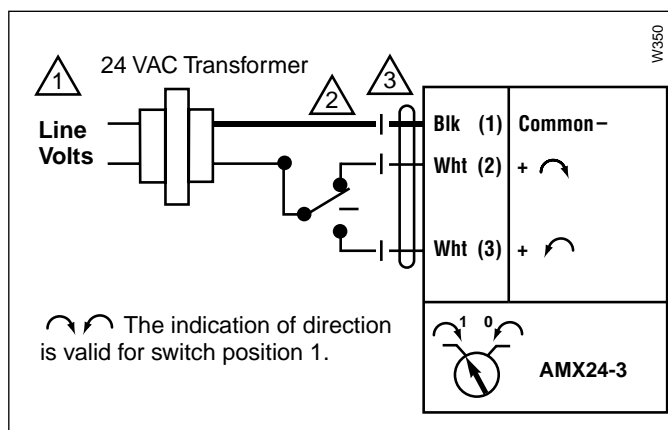 W350
1 24 VAC Transformer
2
3
Line
Volts
Blk (1) Common –
Wht (2) +
Wht (3) +
The indication of direction
is valid for switch position 1.
1 0
AMX24-3